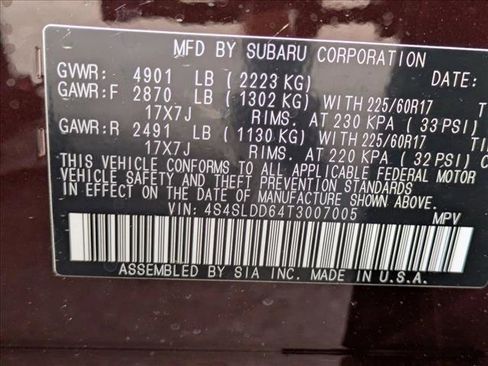 MFD BY SUBARU CORPORATION
GVWR: 4901 LB (2223 KG) DATE:
GAWR:F 2870 LB (1302 KG) WITH 225/60R17
17X7J RIMS. AT 230 KPA (33 PSI)
GAWR:R 2491 LB (1130 KG) WITH 225/60R17
17X7J RIMS. AT 220 KPA (32 PSI)
THIS VEHICLE CONFORMS TO ALL APPLICABLE FEDERAL MOTOR
VEHICLE SAFETY AND THEFT PREVENTION STANDARDS
IN EFFECT ON THE DATE OF MANUFACTURE SHOWN ABOVE.
VIN: 4S4SLDD64T3007005 MPV
ASSEMBLED BY SIA INC. MADE IN U.S.A.